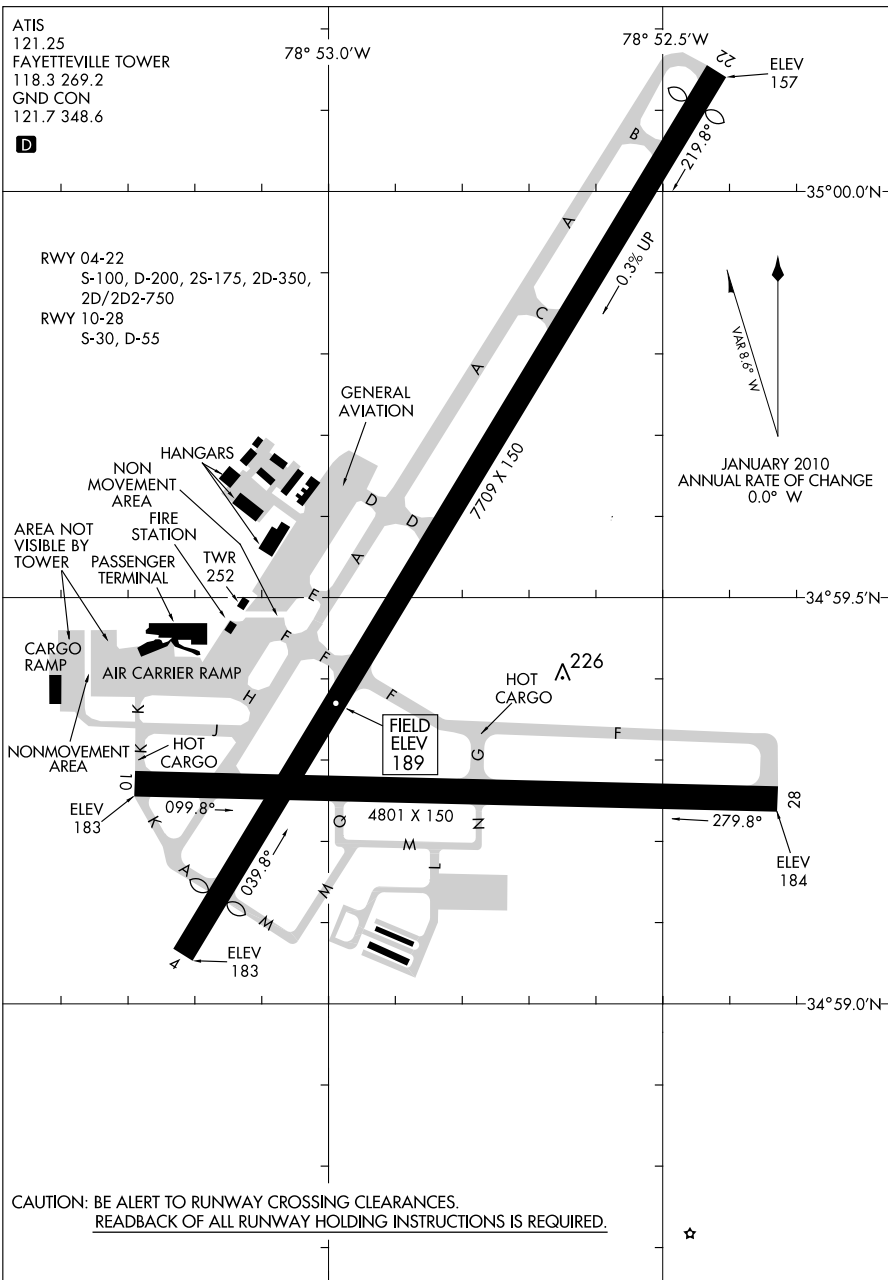 ATIS
121.25
FAYETTEVILLE TOWER
118.3 269.2
GND CON
121.7 348.6
D
78° 53.0'W
78° 52.5'W
22
ELEV
157
B
219.8°
35°00.0'N
A
RWY 04-22
S-100, D-200, 2S-175, 2D-350,
2D/2D2-750
RWY 10-28
S-30, D-55
0.3% UP
C
VAR 8.6° W
A
GENERAL
AVIATION
JANUARY 2010
ANNUAL RATE OF CHANGE
0.0° W
HANGARS
NON
MOVEMENT
AREA
7709 X 150
D
D
FIRE
STATION
AREA NOT
VISIBLE BY
TOWER
PASSENGER
TERMINAL
TWR
252
A
E
34°59.5'N
F
F
CARGO
RAMP
AIR CARRIER RAMP
226
HOT
CARGO
H
F
K
J
FIELD
ELEV
189
F
NONMOVEMENT
AREA
K
HOT
CARGO
G
10
28
ELEV
183
099.8°
4801 X 150
279.8°
K
Q
N
M
ELEV
184
039.8°
A
L
M
M
4
ELEV
183
34°59.0'N
CAUTION: BE ALERT TO RUNWAY CROSSING CLEARANCES.
READBACK OF ALL RUNWAY HOLDING INSTRUCTIONS IS REQUIRED.